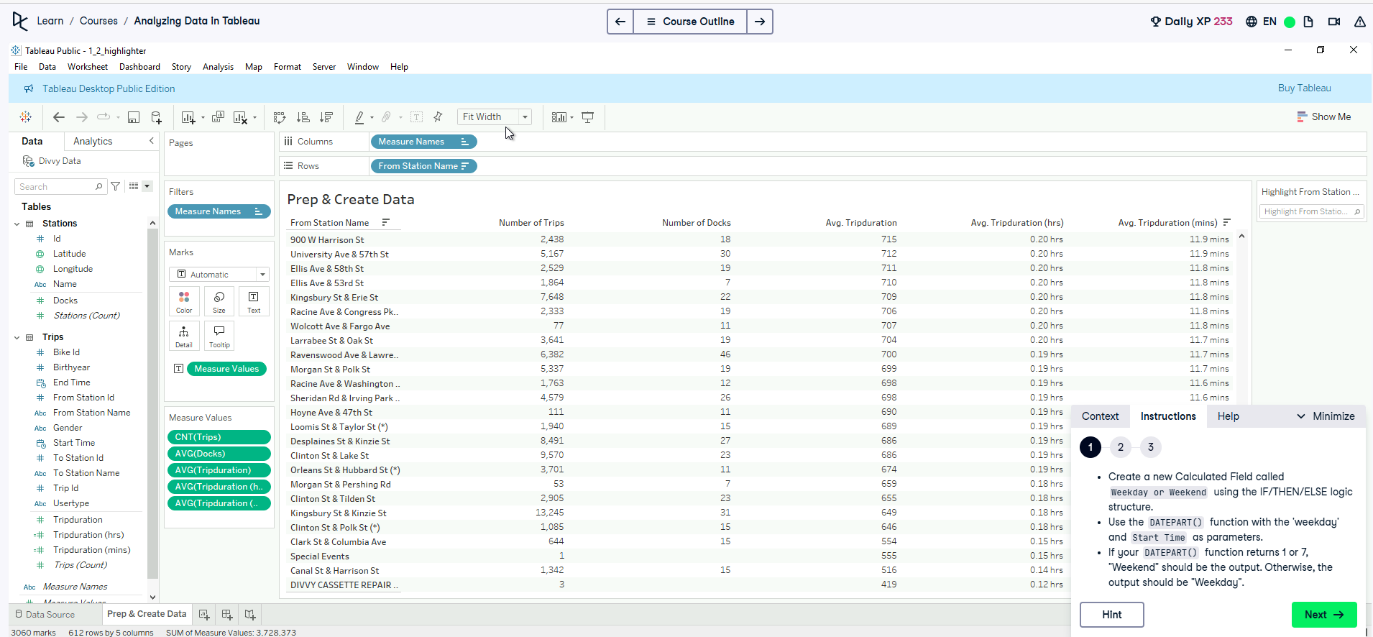 Learn / Courses / Analyzing Data in Tableau
Course Outline
Daily XP 233
EN
Tableau Public - 1_2_highlighter
File Data Worksheet Dashboard Story Analysis Map Format Server Window Help
Tableau Desktop Public Edition
Buy Tableau
Fit Width
Show Me
Data Analytics
Divvy Data
Search
Tables
Stations
Id
Latitude
Longitude
Abc Name
Docks
Stations (Count)
Trips
Bike Id
Birthyear
End Time
From Station Id
Abc From Station Name
Abc Gender
Start Time
To Station Id
Abc To Station Name
Trip Id
Abc Usertype
Tripduration
Tripduration (hrs)
Tripduration (mins)
Trips (Count)
Abc Measure Names
Measure Values
Pages
Filters
Measure Names
Marks
Automatic
Color Size Text
Detail Tooltip
Measure Values
Measure Values
CNT(Trips)
AVG(Docks)
AVG(Tripduration)
AVG(Tripduration (h..
AVG(Tripduration (..
Columns Measure Names
Rows From Station Name
Prep & Create Data
From Station Name Number of Trips Number of Docks Avg. Tripduration Avg. Tripduration (hrs) Avg. Tripduration (mins)
900 W Harrison St 2,438 18 715 0.20 hrs 11.9 mins
University Ave & 57th St 5,167 30 712 0.20 hrs 11.9 mins
Ellis Ave & 58th St 2,529 19 711 0.20 hrs 11.8 mins
Ellis Ave & 53rd St 1,864 7 710 0.20 hrs 11.8 mins
Kingsbury St & Erie St 7,648 22 709 0.20 hrs 11.8 mins
Racine Ave & Congress Pk.. 2,333 19 706 0.20 hrs 11.8 mins
Wolcott Ave & Fargo Ave 77 11 707 0.20 hrs 11.8 mins
Larrabee St & Oak St 3,641 19 704 0.20 hrs 11.7 mins
Ravenswood Ave & Lawre.. 6,382 46 700 0.19 hrs 11.7 mins
Morgan St & Polk St 5,337 19 699 0.19 hrs 11.7 mins
Racine Ave & Washington .. 1,763 12 698 0.19 hrs 11.6 mins
Sheridan Rd & Irving Park .. 4,579 26 698 0.19 hrs 11.6 mins
Hoyne Ave & 47th St 111 11 690 0.19 hrs
Loomis St & Taylor St (*) 1,940 15 689 0.19 hrs
Desplaines St & Kinzie St 8,491 27 686 0.19 hrs
Clinton St & Lake St 9,570 23 686 0.19 hrs
Orleans St & Hubbard St (*) 3,701 11 674 0.19 hrs
Morgan St & Pershing Rd 53 7 659 0.18 hrs
Clinton St & Tilden St 2,905 23 655 0.18 hrs
Kingsbury St & Kinzie St 13,245 31 649 0.18 hrs
Clinton St & Polk St (*) 1,085 15 646 0.18 hrs
Clark St & Columbia Ave 644 15 554 0.15 hrs
Special Events 1 555 0.15 hrs
Canal St & Harrison St 1,342 15 516 0.14 hrs
DIVVY CASSETTE REPAIR .. 3 419 0.12 hrs
Highlight From Station ...
Highlight From Statio...
Context Instructions Help Minimize
1 2 3
• Create a new Calculated Field called
Weekday or Weekend using the IF/THEN/ELSE logic
structure.
• Use the DATEPART() function with the 'weekday'
and Start Time as parameters.
• If your DATEPART() function returns 1 or 7,
"Weekend" should be the output. Otherwise, the
output should be "Weekday".
Hint
Next
Data Source Prep & Create Data
3060 marks 612 rows by 5 columns SUM of Measure Values: 3,728,373